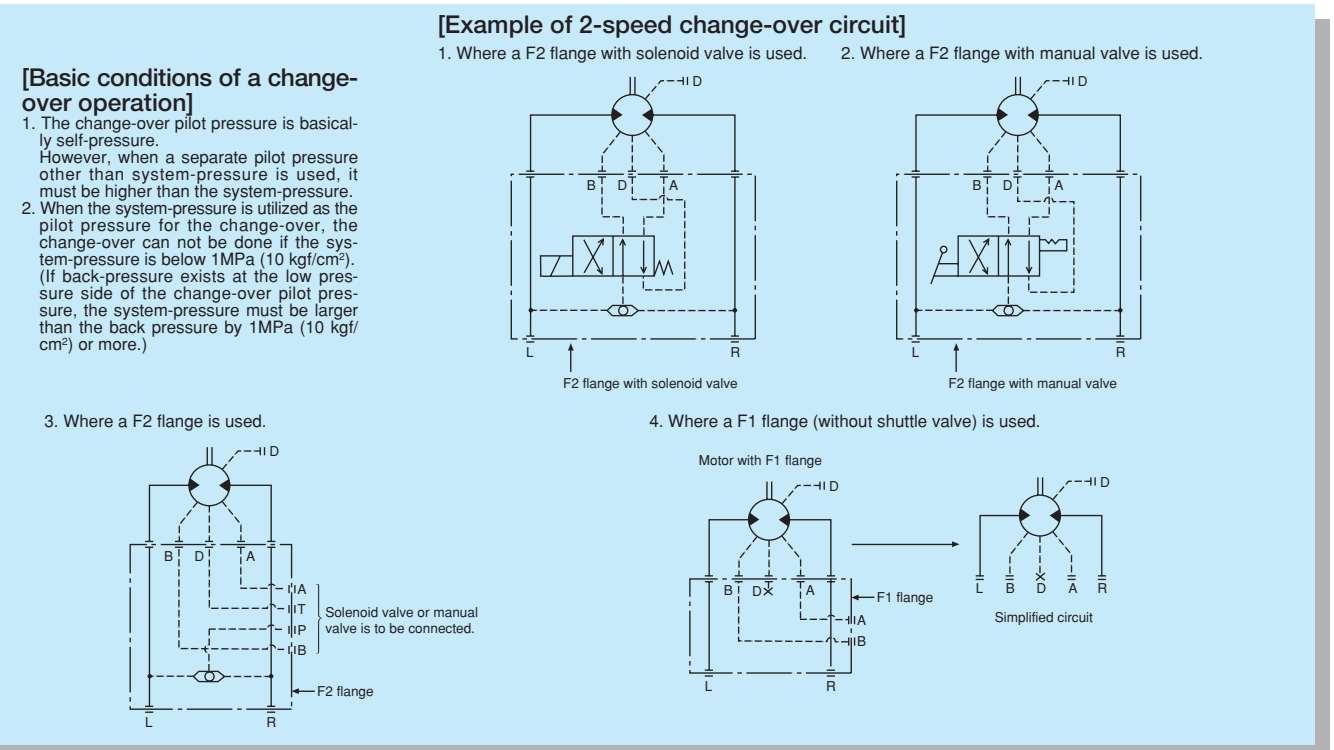 [Example of 2-speed change-over circuit]
1. Where a F2 flange with solenoid valve is used.
2. Where a F2 flange with manual valve is used.
[Basic conditions of a change-
over operation]
1. The change-over pilot pressure is basical-
ly self-pressure.
However, when a separate pilot pressure
other than system-pressure is used, it
must be higher than the system-pressure.
2. When the system-pressure is utilized as the
pilot pressure for the change-over, the
change-over can not be done if the sys-
tem-pressure is below 1MPa (10 kgf/cm²).
(If back-pressure exists at the low pres-
sure side of the change-over pilot pres-
sure, the system-pressure must be larger
than the back pressure by 1MPa (10 kgf/
cm²) or more.)
D
B D A
L R
F2 flange with solenoid valve
D
B D A
L R
F2 flange with manual valve
3. Where a F2 flange is used.
D
B D A
A
T
P
B
Solenoid valve or manual
valve is to be connected.
F2 flange
L R
4. Where a F1 flange (without shuttle valve) is used.
Motor with F1 flange
D
B D A
F1 flange
A
B
L R
D
L B D A R
Simplified circuit